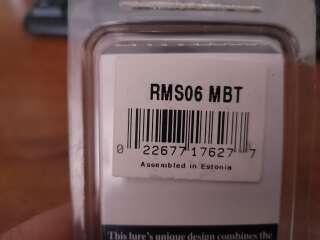 RMS06 MBT
0 22677 17627 7
Assembled in Estonia
This lure's unique design combines the